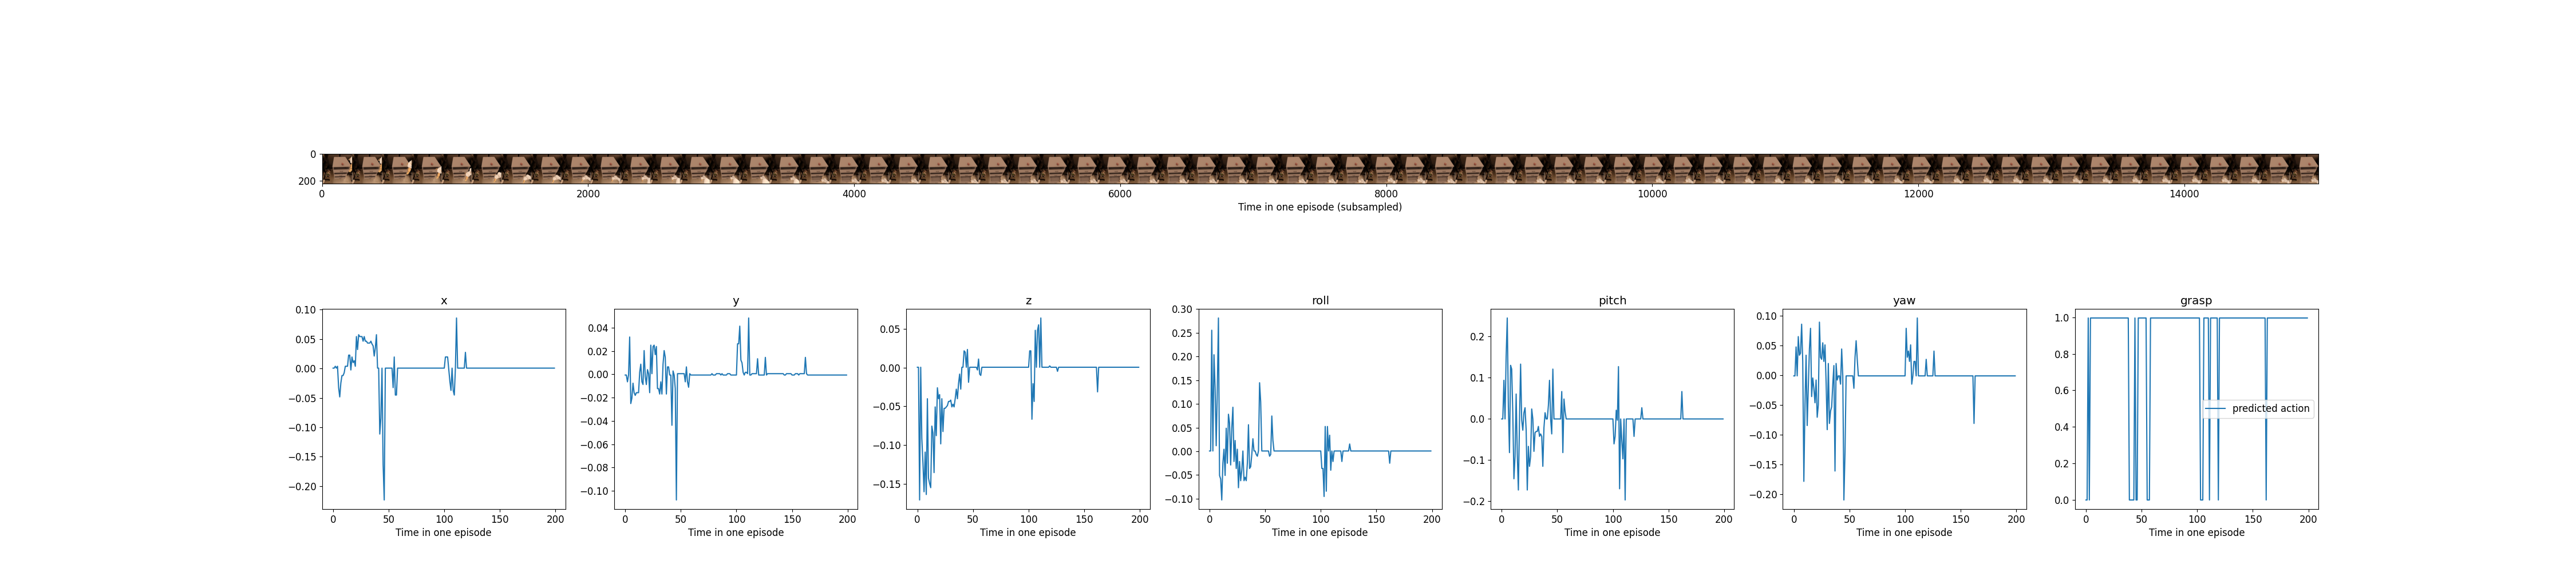 0
200
0 2000 4000 6000 8000 10000 12000 14000
Time in one episode (subsampled)
x
0.10
0.05
0.00
−0.05
−0.10
−0.15
−0.20
0 50 100 150 200
Time in one episode
y
0.04
0.02
0.00
−0.02
−0.04
−0.06
−0.08
−0.10
0 50 100 150 200
Time in one episode
z
0.05
0.00
−0.05
−0.10
−0.15
0 50 100 150 200
Time in one episode
roll
0.30
0.25
0.20
0.15
0.10
0.05
0.00
−0.05
−0.10
0 50 100 150 200
Time in one episode
pitch
0.2
0.1
0.0
−0.1
−0.2
0 50 100 150 200
Time in one episode
yaw
0.10
0.05
0.00
−0.05
−0.10
−0.15
−0.20
0 50 100 150 200
Time in one episode
grasp
1.0
0.8
0.6
0.4
0.2
0.0
predicted action
0 50 100 150 200
Time in one episode